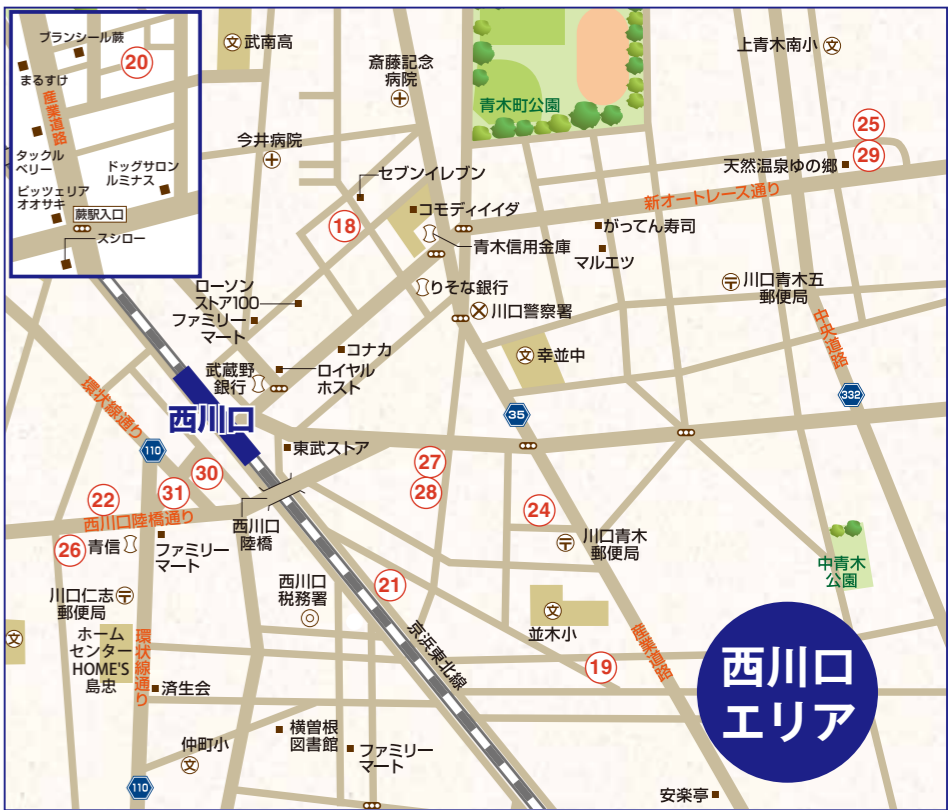 ブランシール蕨
20
まるすけ
産業道路
タックル
ベリー
ドッグサロン
ルミナス
ピッツェリア
オオサキ
蕨駅入口
スシロー
文
武南高
斎藤記念
病院
今井病院
青木町公園
上青木南小
文
25
29
天然温泉ゆの郷
新オートレース通り
セブンイレブン
18
コモディイイダ
青木信用金庫
がってん寿司
マルエツ
りそな銀行
川口警察署
川口青木五
郵便局
中央道路
332
ローソン
ストア100
ファミリー
マート
コナカ
ロイヤル
ホスト
武蔵野
銀行
文
幸並中
35
環状線通り
110
西川口
東武ストア
27
28
30
31
22
西川口陸橋通り
26
青信
ファミリー
マート
西川口
陸橋
24
川口青木
郵便局
中青木
公園
川口仁志
郵便局
西川口
税務署
21
京浜東北線
文
並木小
産業道路
19
文
ホーム
センター
HOME'S
島忠
環状線通り
済生会
仲町小
文
横曽根
図書館
ファミリー
マート
110
安楽亭
西川口
エリア